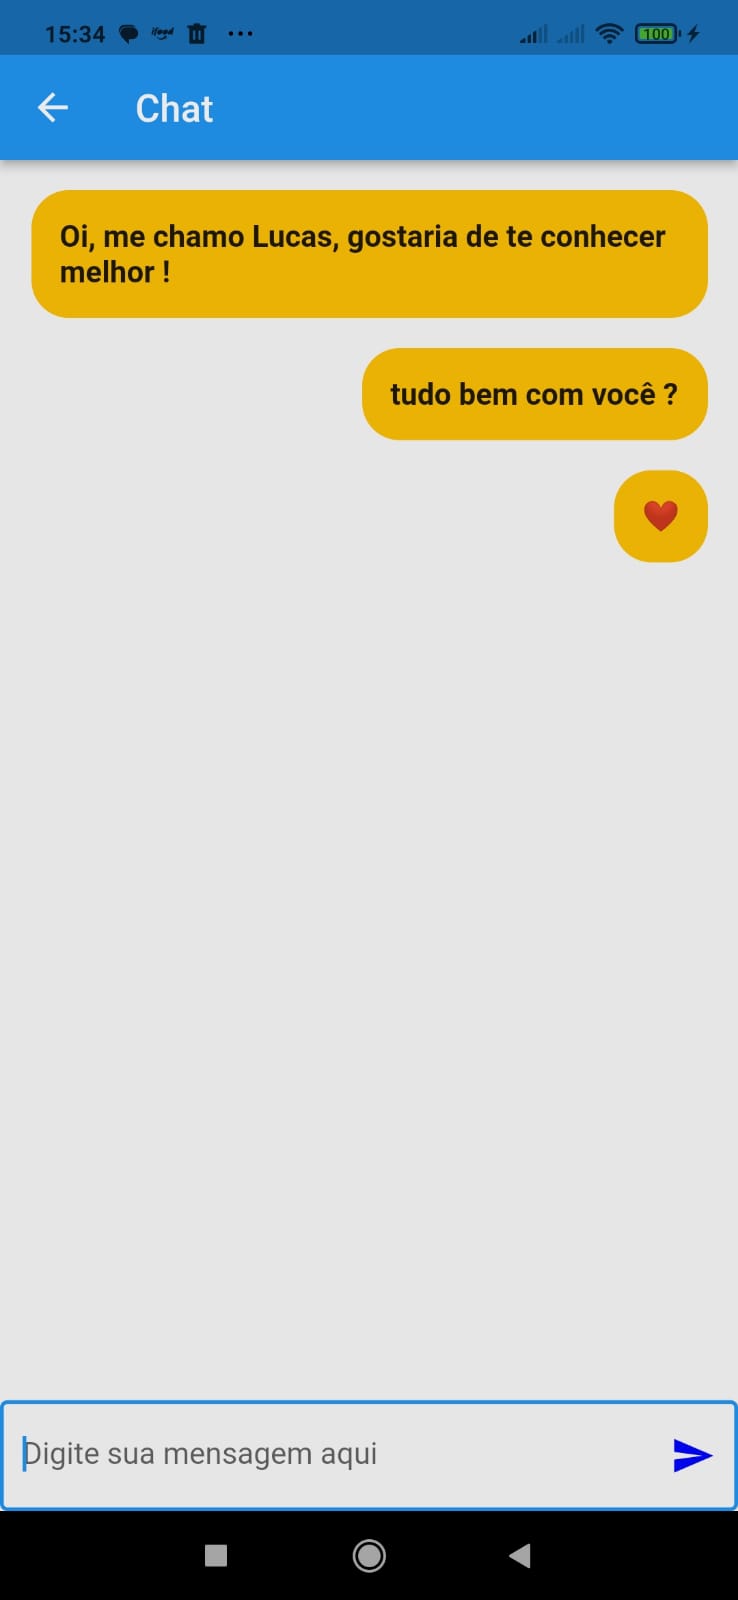 15:34 ifood 100
Chat
Oi, me chamo Lucas, gostaria de te conhecer
melhor !
tudo bem com você ?
Digite sua mensagem aqui